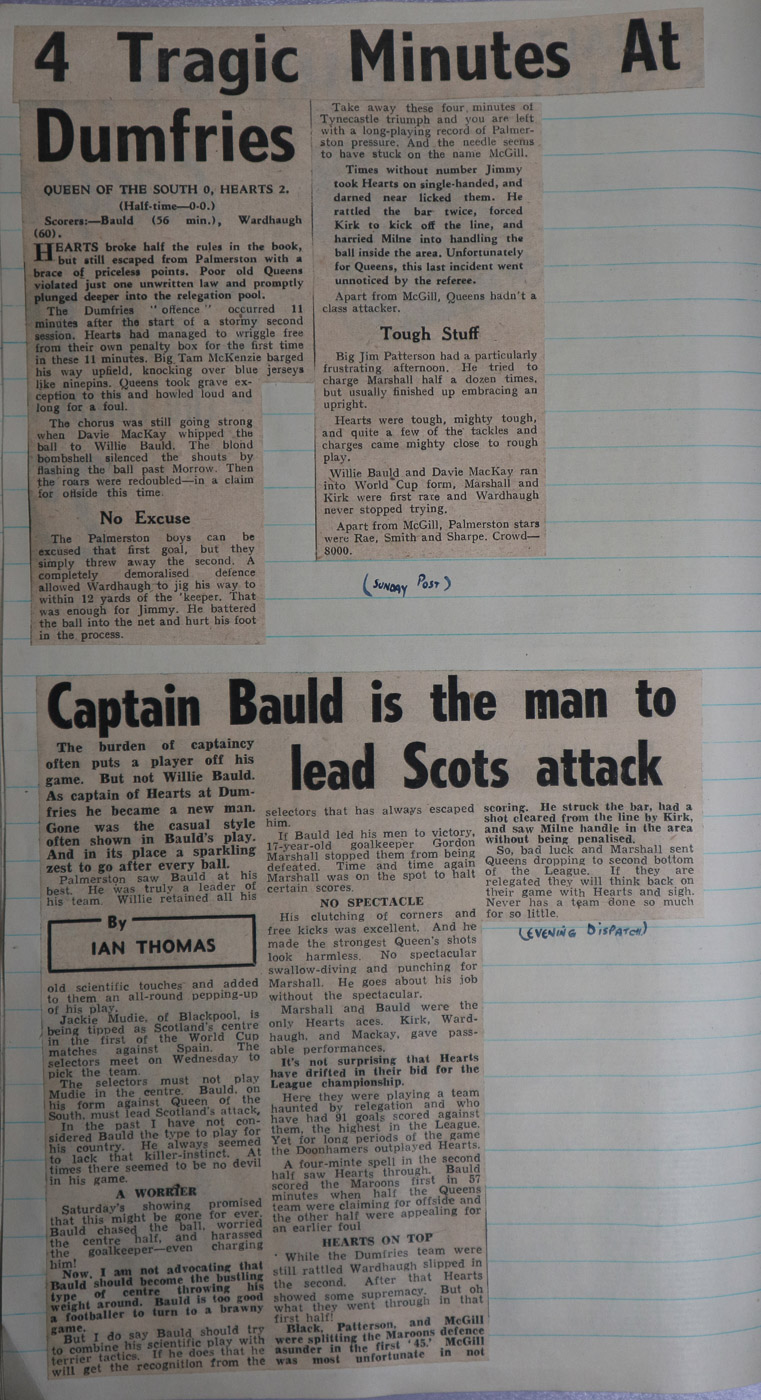 4 Tragic Minutes At
Dumfries
QUEEN OF THE SOUTH 0, HEARTS 2.
(Half-time—0-0.)
Scorers:—Bauld (56 min.), Wardhaugh
(60).
HEARTS broke half the rules in the book,
but still escaped from Palmerston with a
brace of priceless points. Poor old Queens
violated just one unwritten law and promptly
plunged deeper into the relegation pool.
The Dumfries "offence" occurred 11
minutes after the start of a stormy second
session. Hearts had managed to wriggle free
from their own penalty box for the first time
in these 11 minutes. Big Tam McKenzie barged
his way upfield, knocking over blue jerseys
like ninepins. Queens took grave ex-
ception to this and howled loud and
long for a foul.
The chorus was still going strong
when Davie MacKay whipped the
ball to Willie Bauld. The blond
bombshell silenced the shouts by
flashing the ball past Morrow. Then
the roars were redoubled—in a claim
for offside this time.
No Excuse
The Palmerston boys can be
excused that first goal, but they
simply threw away the second. A
completely demoralised defence
allowed Wardhaugh to jig his way to
within 12 yards of the 'keeper. That
was enough for Jimmy. He battered
the ball into the net and hurt his foot
in the process.
Take away these four minutes of
Tynecastle triumph and you are left
with a long-playing record of Palmer-
ston pressure. And the needle seems
to have stuck on the name McGill.
Times without number Jimmy
took Hearts on single-handed, and
darned near licked them. He
rattled the bar twice, forced
Kirk to kick off the line, and
harried Milne into handling the
ball inside the area. Unfortunately
for Queens, this last incident went
unnoticed by the referee.
Apart from McGill, Queens hadn't a
class attacker.
Tough Stuff
Big Jim Patterson had a particularly
frustrating afternoon. He tried to
charge Marshall half a dozen times,
but usually finished up embracing an
upright.
Hearts were tough, mighty tough,
and quite a few of the tackles and
charges came mighty close to rough
play.
Willie Bauld and Davie MacKay ran
into World Cup form, Marshall and
Kirk were first rate and Wardhaugh
never stopped trying.
Apart from McGill, Palmerston stars
were Rae, Smith and Sharpe. Crowd—
8000.
(SUNDAY POST)
Captain Bauld is the man to
lead Scots attack
The burden of captaincy
often puts a player off his
game. But not Willie Bauld.
As captain of Hearts at Dum-
fries he became a new man.
Gone was the casual style
often shown in Bauld's play.
And in its place a sparkling
zest to go after every ball.
Palmerston saw Bauld at his
best. He was truly a leader of
his team. Willie retained all his
By
IAN THOMAS
old scientific touches and added
to them an all-round pepping-up
of his play.
Jackie Mudie, of Blackpool, is
being tipped as Scotland's centre
in the first of the World Cup
matches against Spain. The
selectors meet on Wednesday to
pick the team.
The selectors must not play
Mudie in the centre. Bauld, on
his form against Queen of the
South, must lead Scotland's attack.
In the past I have not con-
sidered Bauld the type to play for
his country. He always seemed
to lack that killer-instinct. At
times there seemed to be no devil
in his game.
A WORRIER
Saturday's showing promised
that this might be gone for ever.
Bauld chased the ball, worried
the centre half, and harassed
the goalkeeper—even charging
him!
Now, I am not advocating that
Bauld should become the bustling
type of centre throwing his
weight around. Bauld is too good
a footballer to turn to a brawny
game.
But I do say Bauld should try
to combine his scientific play with
terrier tactics. If he does that he
will get the recognition from the
selectors that has always escaped
him.
If Bauld led his men to victory,
17-year-old goalkeeper Gordon
Marshall stopped them from being
defeated. Time and time again
Marshall was on the spot to halt
certain scores.
NO SPECTACLE
His clutching of corners and
free kicks was excellent. And he
made the strongest Queen's shots
look harmless. No spectacular
swallow-diving and punching for
Marshall. He goes about his job
without the spectacular.
Marshall and Bauld were the
only Hearts aces. Kirk, Ward-
haugh, and Mackay, gave pass-
able performances.
It's not surprising that Hearts
have drifted in their bid for the
League championship.
Here they were playing a team
haunted by relegation and who
have had 91 goals scored against
them, the highest in the League.
Yet for long periods of the game
the Doonhamers outplayed Hearts.
A four-minte spell in the second
half saw Hearts through. Bauld
scored the Maroons first in 57
minutes when half the Queens
team were claiming for offside and
the other half were appealing for
an earlier foul
HEARTS ON TOP
While the Dumfries team were
still rattled Wardhaugh slipped in
the second. After that Hearts
showed some supremacy. But oh
what they went through in that
first half!
Black, Patterson, and McGill
were splitting the Maroons defence
asunder in the first '45.' McGill
was most unfortunate in not
scoring. He struck the bar, had a
shot cleared from the line by Kirk,
and saw Milne handle in the area
without being penalised.
So, bad luck and Marshall sent
Queens dropping to second bottom
of the League. If they are
relegated they will think back on
their game with Hearts and sigh.
Never has a team done so much
for so little.
(EVENING DISPATCH)